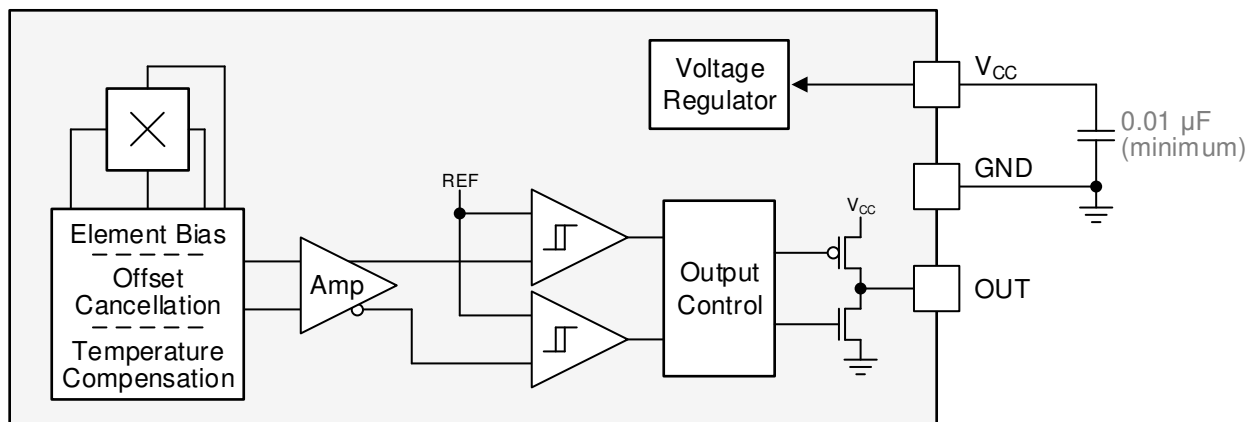 Voltage
Regulator
V_CC
0.01 µF
(minimum)
GND
REF
V_CC
Element Bias
Offset
Cancellation
Temperature
Compensation
Amp
Output
Control
OUT